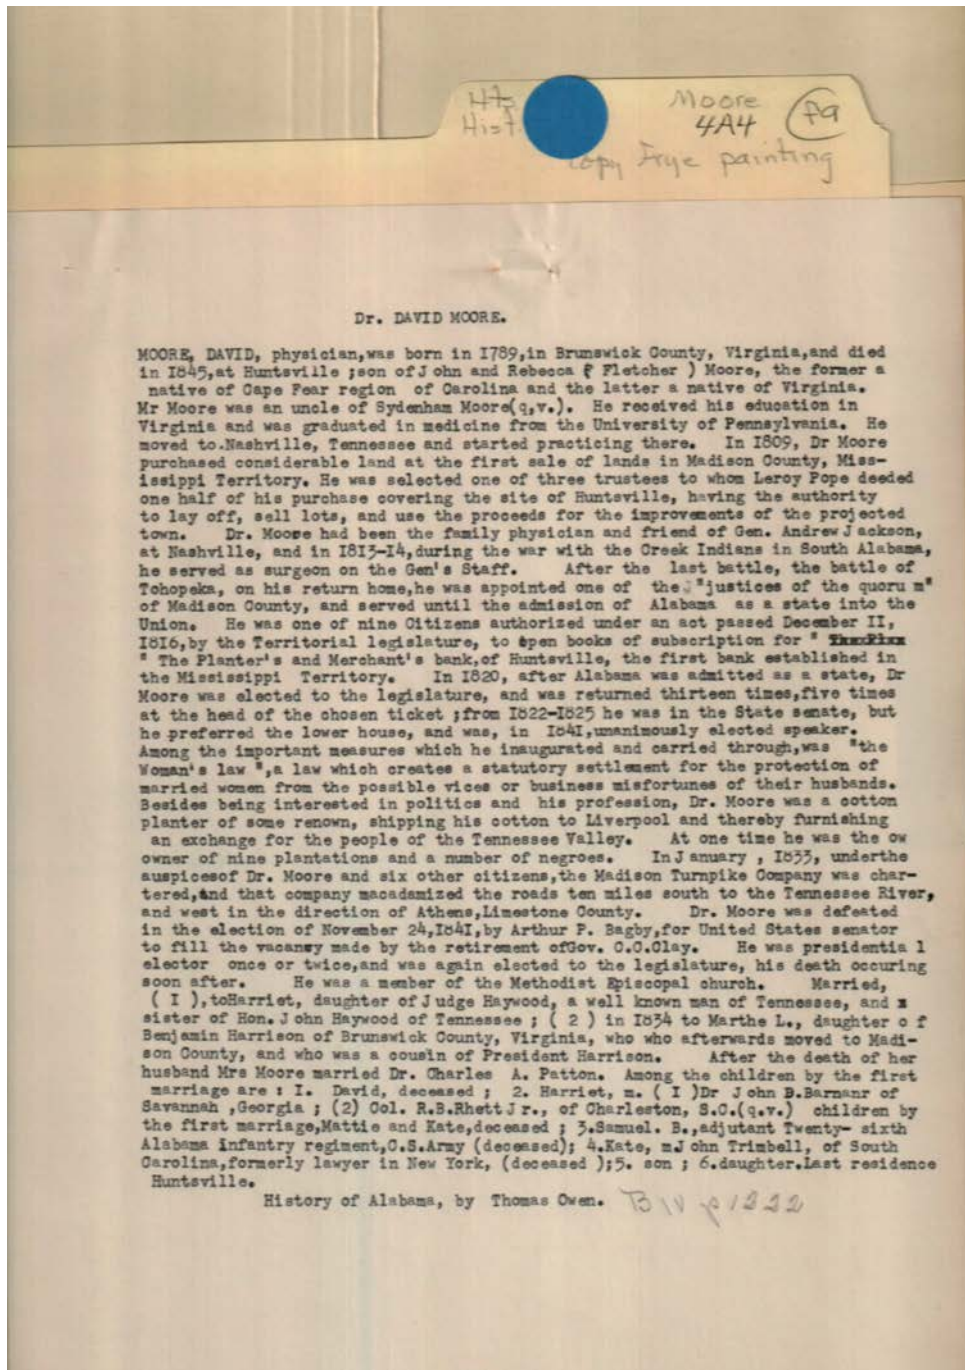 Hts
Hist.
Moore
4A4
fa
Copy Frye painting
Dr. DAVID MOORE.
MOORE, DAVID, physician,was born in I789,in Brunswick County, Virginia,and died
in I845,at Huntsville ;son of J ohn and Rebecca ( Fletcher ) Moore, the former a
native of Cape Fear region of Carolina and the latter a native of Virginia.
Mr Moore was an uncle of Sydenham Moore(q,v.). He received his education in
Virginia and was graduated in medicine from the University of Pennsylvania. He
moved to.Nashville, Tennessee and started practicing there. In I809, Dr Moore
purchased considerable land at the first sale of lands in Madison County, Miss-
issippi Territory. He was selected one of three trustees to whom Leroy Pope deeded
one half of his purchase covering the site of Huntsville, having the authority
to lay off, sell lots, and use the proceeds for the improvements of the projected
town. Dr. Moore had been the family physician and friend of Gen. Andrew J ackson,
at Nashville, and in I813-I4,during the war with the Creek Indians in South Alabama,
he served as surgeon on the Gen's Staff. After the last battle, the battle of
Tohopeka, on his return home,he was appointed one of the "justices of the quoru m"
of Madison County, and served until the admission of Alabama as a state into the
Union. He was one of nine Citizens authorized under an act passed December II,
I816,by the Territorial legislature, to open books of subscription for "
" The Planter's and Merchant's bank,of Huntsville, the first bank established in
the Mississippi Territory. In I820, after Alabama was admitted as a state, Dr
Moore was elected to the legislature, and was returned thirteen times,five times
at the head of the chosen ticket ;from I822-I825 he was in the State senate, but
he preferred the lower house, and was, in I84I,unanimously elected speaker.
Among the important measures which he inaugurated and carried through,was "the
Woman's law ",a law which creates a statutory settlement for the protection of
married women from the possible vices or business misfortunes of their husbands.
Besides being interested in politics and his profession, Dr. Moore was a cotton
planter of some renown, shipping his cotton to Liverpool and thereby furnishing
an exchange for the people of the Tennessee Valley. At one time he was the ow
owner of nine plantations and a number of negroes. In J anuary , I833, underthe
auspicesof Dr. Moore and six other citizens,the Madison Turnpike Company was char-
tered,and that company macadamized the roads ten miles south to the Tennessee River,
and west in the direction of Athens,Limestone County. Dr. Moore was defeated
in the election of November 24,I84I,by Arthur P. Bagby,for United States senator
to fill the vacancy made by the retirement ofGov. C.C.Clay. He was presidentia l
elector once or twice,and was again elected to the legislature, his death occuring
soon after. He was a member of the Methodist Episcopal church. Married,
( I ),toHarriet, daughter of Judge Haywood, a well known man of Tennessee, and
sister of Hon. J ohn Haywood of Tennessee ; ( 2 ) in I834 to Marthe L., daughter o f
Benjamin Harrison of Brunswick County, Virginia, who who afterwards moved to Madi-
son County, and who was a cousin of President Harrison. After the death of her
husband Mrs Moore married Dr. Charles A. Patton. Among the children by the first
marriage are : I. David, deceased ; 2. Harriet, m. ( I )Dr John B.Barnanr of
Savannah ,Georgia ; (2) Col. R.B.Rhett J r., of Charleston, S.C.(q.v.) children by
the first marriage,Mattie and Kate,deceased ; 3.Samuel. B.,adjutant Twenty- sixth
Alabama infantry regiment,C.S.Army (deceased); 4.Kate, m.J ohn Trimbell, of South
Carolina,formerly lawyer in New York, (deceased );5. son ; 6.daughter.Last residence
Huntsville.
History of Alabama, by Thomas Owen. B IV p 1222